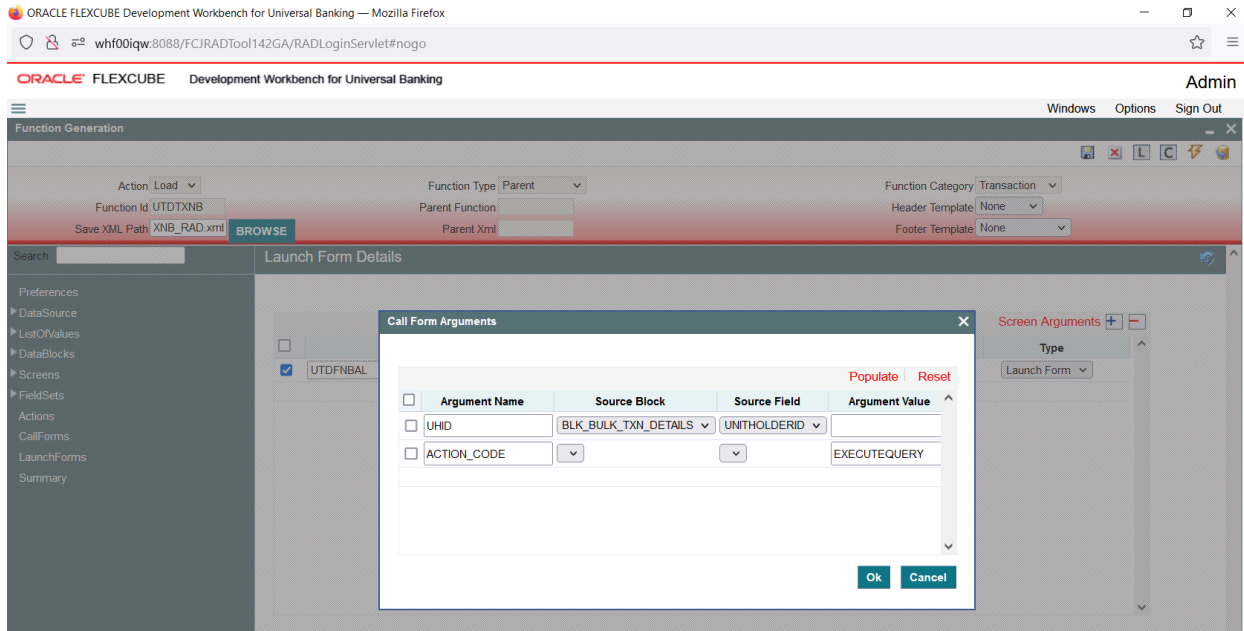 ORACLE FLEXCUBE Development Workbench for Universal Banking — Mozilla Firefox
whf00iqw:8088/FCJRADTool142GA/RADLoginServlet#nogo
ORACLE FLEXCUBE Development Workbench for Universal Banking Admin
Windows Options Sign Out
Function Generation
L C
Action Load Function Type Parent Function Category Transaction
Function Id UTDTXNB Parent Function Header Template None
Save XML Path XNB_RAD.xml BROWSE Parent Xml Footer Template None
Search Launch Form Details
Preferences
DataSource
ListOfValues
DataBlocks
Screens
FieldSets
Actions
CallForms
LaunchForms
Summary
Screen Arguments
Type
UTDFNBAL Launch Form
Call Form Arguments
Populate Reset
Argument Name Source Block Source Field Argument Value
UHID BLK_BULK_TXN_DETAILS UNITHOLDERID
ACTION_CODE EXECUTEQUERY
Ok Cancel